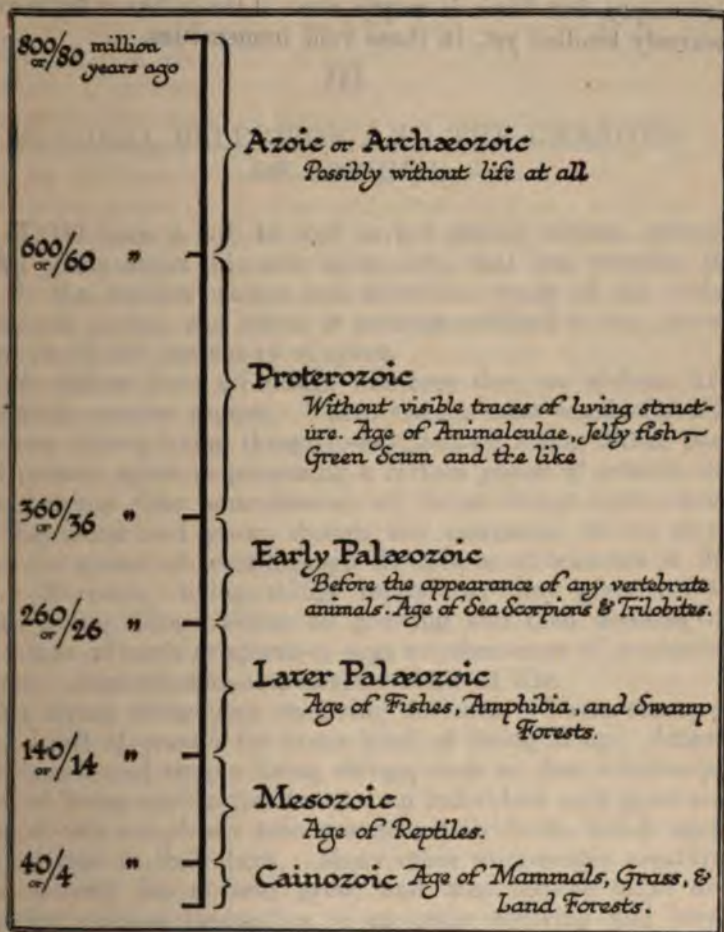 800/80 million
or years ago
Azoic or Archæozoic
Possibly without life at all
600/60 "
or
Proterozoic
Without visible traces of living struct-
ure. Age of Animalculae, Jelly fish,
Green Scum and the like
360/36 "
or
Early Palæozoic
Before the appearance of any vertebrate
animals. Age of Sea Scorpions & Trilobites.
260/26 "
or
Later Palæozoic
Age of Fishes, Amphibia, and Swamp
Forests.
140/14 "
or
Mesozoic
Age of Reptiles.
40/4 "
or
Cainozoic Age of Mammals, Grass, &
Land Forests.